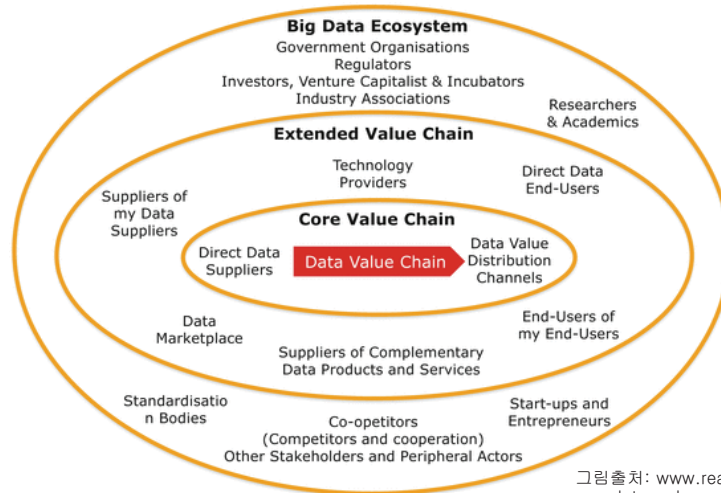 Big Data Ecosystem
Government Organisations
Regulators
Investors, Venture Capitalist & Incubators
Industry Associations
Researchers
& Academics
Extended Value Chain
Technology
Providers
Direct Data
End-Users
Suppliers of
my Data
Suppliers
Core Value Chain
Direct Data
Suppliers
Data Value Chain
Data Value
Distribution
Channels
Data
Marketplace
End-Users of
my End-Users
Suppliers of Complementary
Data Products and Services
Standardisatio
n Bodies
Start-ups and
Entrepreneurs
Co-opetitors
(Competitors and cooperation)
Other Stakeholders and Peripheral Actors
그림출처: www.rea